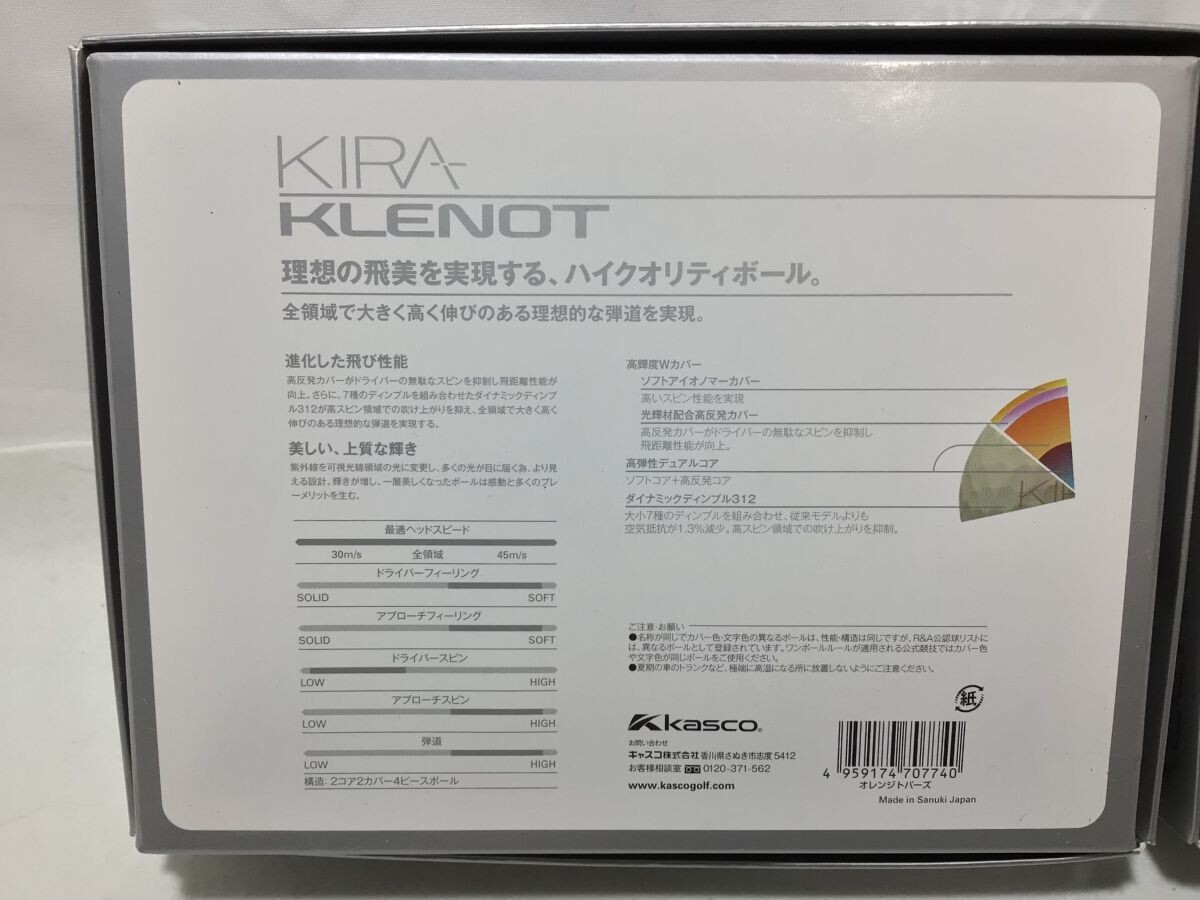 KIRA
KLENOT
理想の飛美を実現する、ハイクオリティボール。
全領域で大きく高く伸びのある理想的な弾道を実現。
進化した飛び性能
高反発カバーがドライバーの無駄なスピンを抑制し飛距離性能が
向上。さらに、7種のディンプルを組み合わせたダイナミックディンプ
ル312が高スピン領域での吹け上がりを抑え、全領域で大きく高く
伸びのある理想的な弾道を実現する。
美しい、上質な輝き
紫外線を可視光線領域の光に変更し、多くの光が目に届く為、より見
える設計。輝きが増し、一層美しくなったボールは感動と多くのプレ
ーメリットを生む。
最適ヘッドスピード
30m/s 全領域 45m/s
ドライバーフィーリング
SOLID SOFT
アプローチフィーリング
SOLID SOFT
ドライバースピン
LOW HIGH
アプローチスピン
LOW HIGH
弾道
LOW HIGH
構造：2コア2カバー4ピースボール
高輝度Wカバー
ソフトアイオノマーカバー
高いスピン性能を実現
光輝材配合高反発カバー
高反発カバーがドライバーの無駄なスピンを抑制し
飛距離性能が向上。
高弾性デュアルコア
ソフトコア＋高反発コア
ダイナミックディンプル312
大小7種のディンプルを組み合わせ、従来モデルよりも
空気抵抗が1.3%減少。高スピン領域での吹け上がりを抑制。
KI
ご注意・お願い
●名称が同じでカバー色・文字色の異なるボールは、性能・構造は同じですが、R&A公認球リストに
は、異なるボールとして登録されています。ワンボールルールが適用される公式競技ではカバー色
や文字色が同じボールをご使用ください。
●夏期の車のトランクなど、極端に高温になる所に放置しないようにご注意ください。
紙
kasco®
お問い合わせ
キャスコ株式会社 香川県さぬき市志度5412
お客様相談室 0120-371-562
www.kascogolf.com
4 959174 707740
オレンジトパーズ
Made in Sanuki Japan